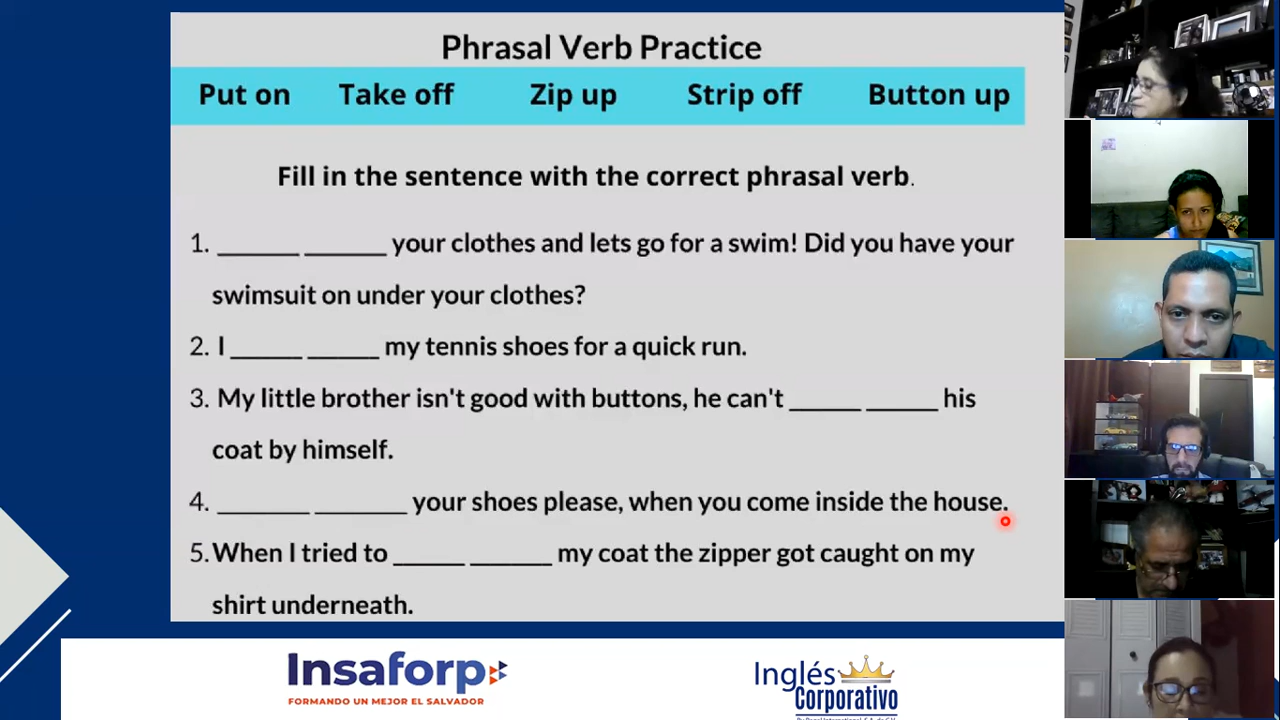 Phrasal Verb Practice
Put on Take off Zip up Strip off Button up
Fill in the sentence with the correct phrasal verb.
1. ______ ______ your clothes and lets go for a swim! Did you have your
swimsuit on under your clothes?
2. I ______ ______ my tennis shoes for a quick run.
3. My little brother isn't good with buttons, he can't ______ ______ his
coat by himself.
4. ______ ______ your shoes please, when you come inside the house.
5. When I tried to ______ ______ my coat the zipper got caught on my
shirt underneath.
Insaforp
FORMANDO UN MEJOR EL SALVADOR
Inglés
Corporativo